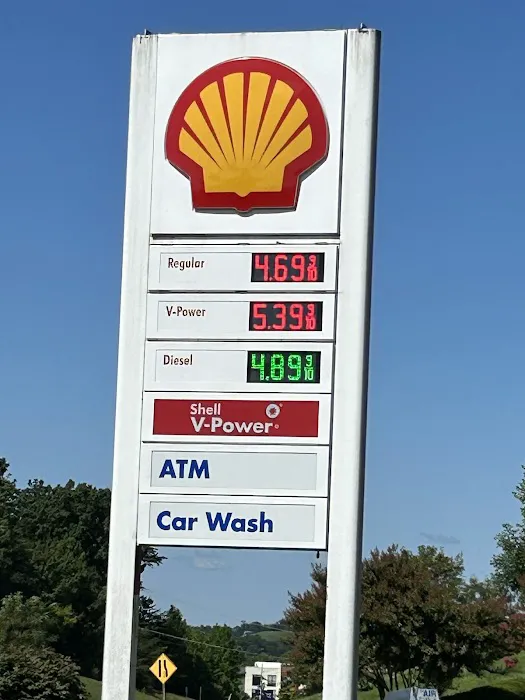 Regular 4.69 9/10
V-Power 5.39 9/10
Diesel 4.89 9/10
Shell
V-Power
ATM
Car Wash